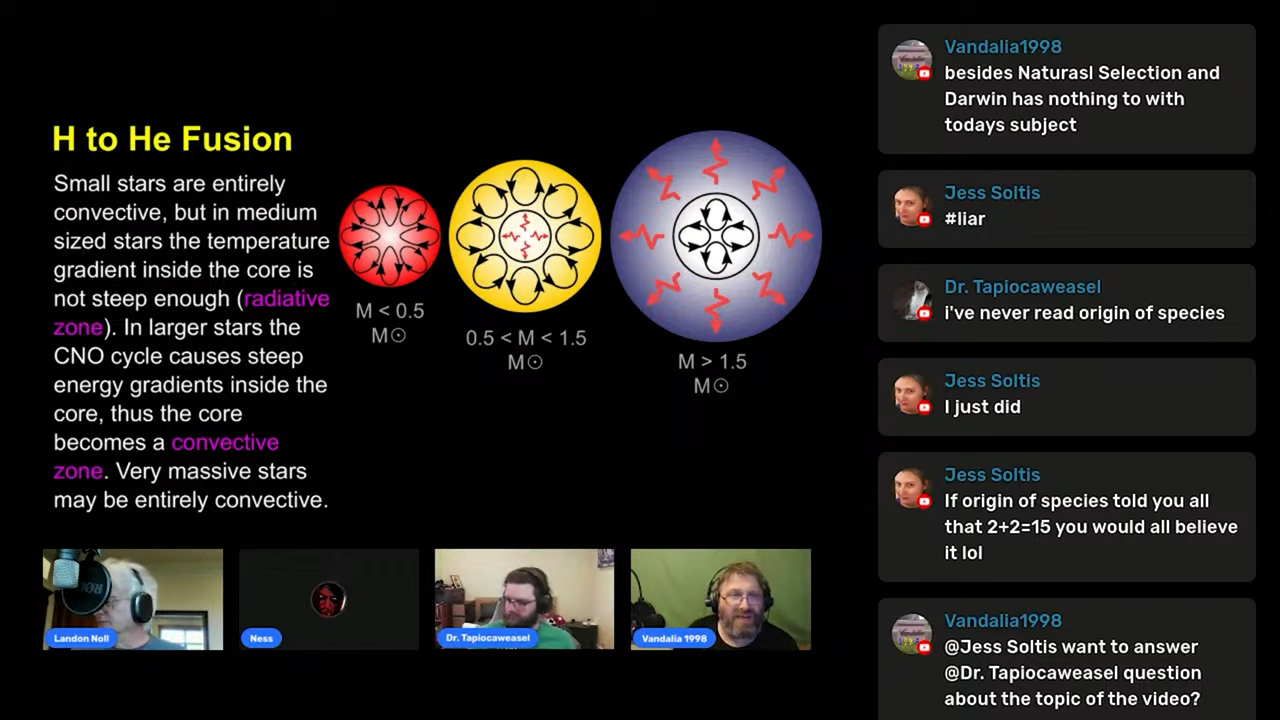 H to He Fusion
Small stars are entirely
convective, but in medium
sized stars the temperature
gradient inside the core is
not steep enough (radiative
zone). In larger stars the
CNO cycle causes steep
energy gradients inside the
core, thus the core
becomes a convective
zone. Very massive stars
may be entirely convective.
M < 0.5
M☉
0.5 < M < 1.5
M☉
M > 1.5
M☉
Landon Noll
Ness
Dr. Tapiocaweasel
Vandalia 1998
Vandalia1998
besides Naturasl Selection and
Darwin has nothing to with
todays subject
Jess Soltis
#liar
Dr. Tapiocaweasel
i've never read origin of species
Jess Soltis
I just did
Jess Soltis
If origin of species told you all
that 2+2=15 you would all believe
it lol
Vandalia1998
@Jess Soltis want to answer
@Dr. Tapiocaweasel question
about the topic of the video?